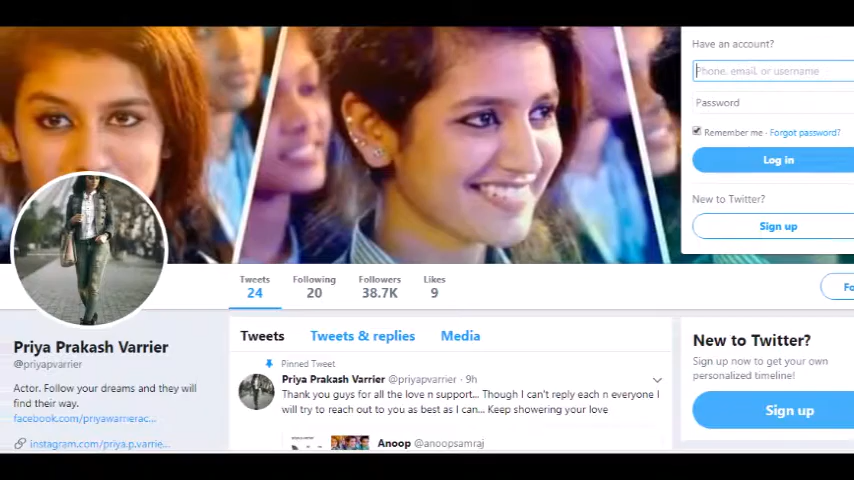 Have an account?
Phone, email, or username
Password
Remember me · Forgot password?
Log in
New to Twitter?
Sign up
Tweets Following Followers Likes
24 20 38.7K 9
Fo
Priya Prakash Varrier
@priyapvarrier
Actor. Follow your dreams and they will
find their way.
facebook.com/priyawarrierac...
instagram.com/priya.p.varrie...
Tweets Tweets & replies Media
Pinned Tweet
Priya Prakash Varrier @priyapvarrier · 9h
Thank you guys for all the love n support... Though I can't reply each n everyone I
will try to reach out to you as best as I can... Keep showering your love
Anoop @anoopsamraj
New to Twitter?
Sign up now to get your own
personalized timeline!
Sign up